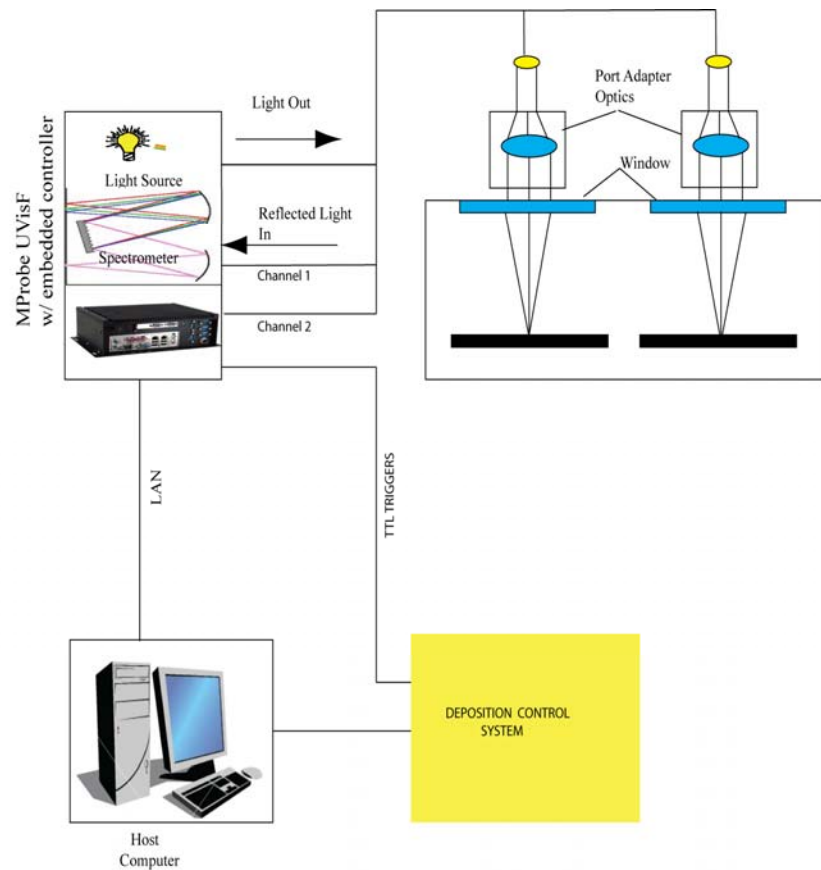 Light Out
Port Adapter
Optics
Light Source
Window
Reflected Light
In
Spectrometer
Channel 1
Channel 2
MProbe UVisF
w/ embedded controller
LAN
TTL TRIGGERS
DEPOSITION CONTROL
SYSTEM
Host
Computer